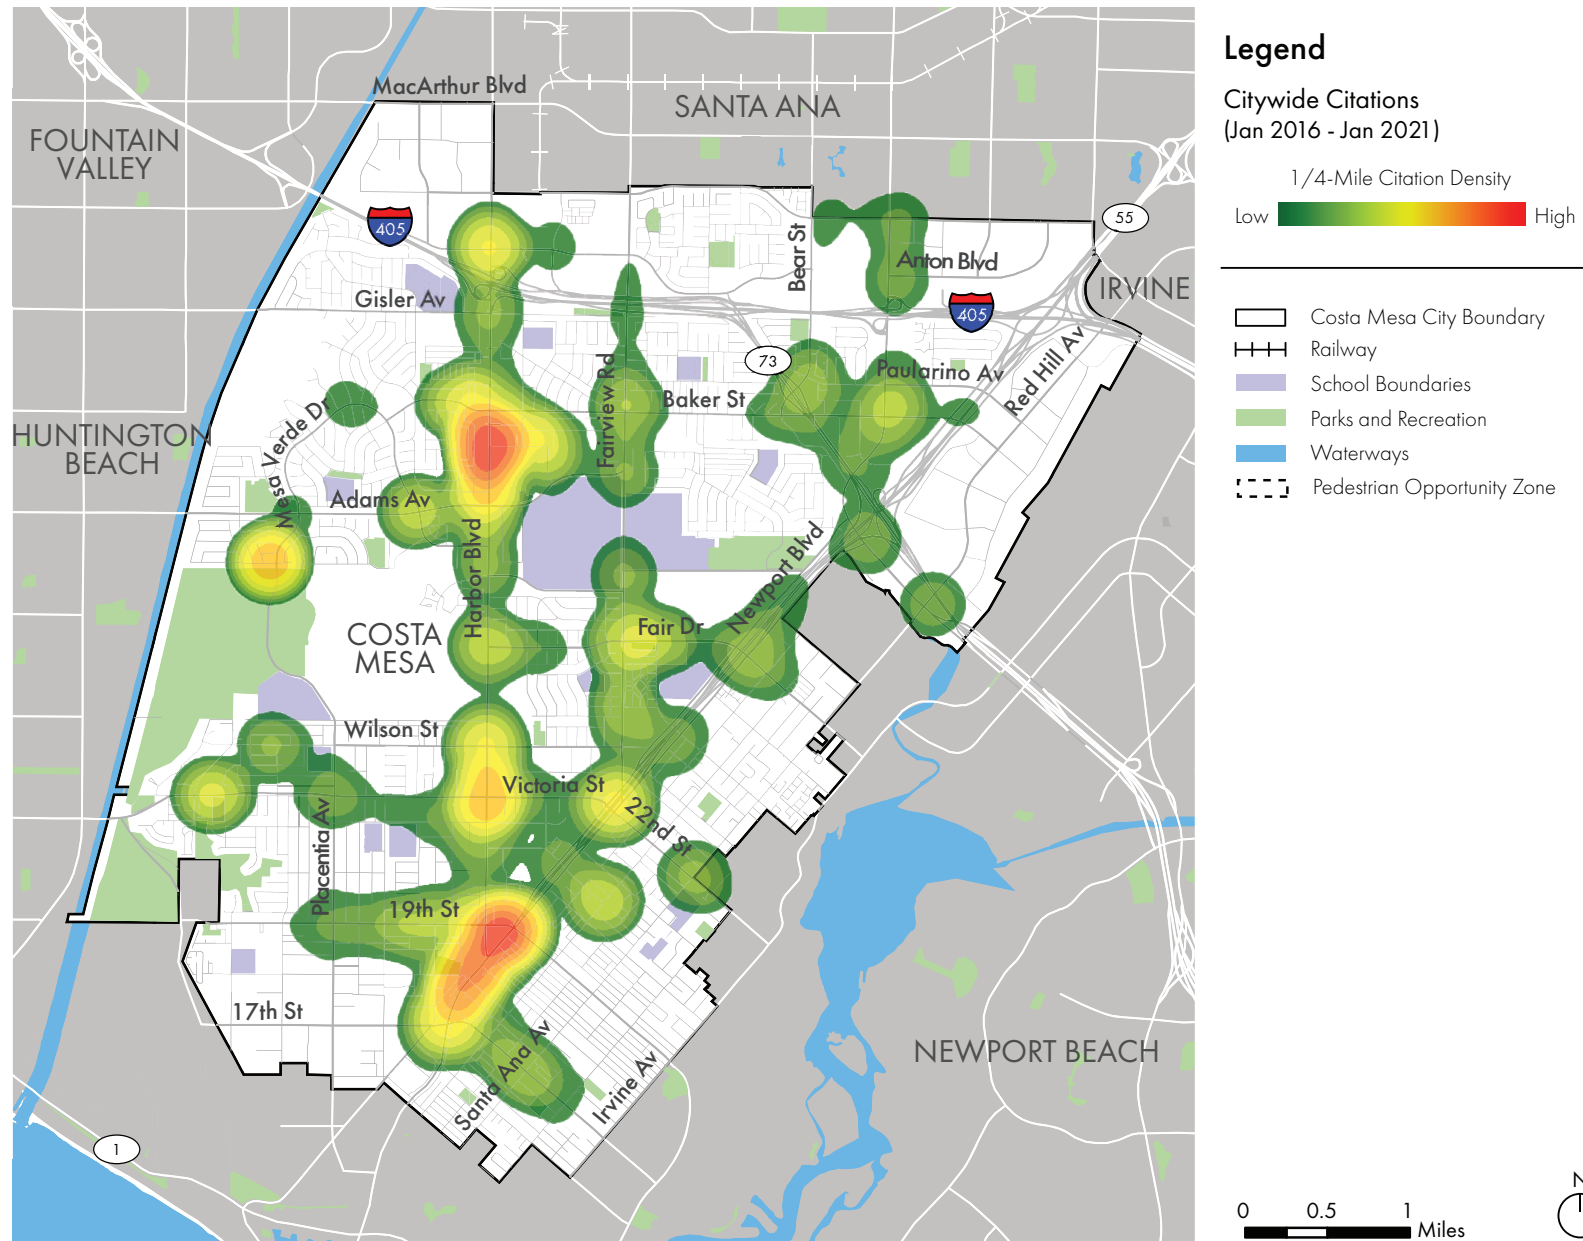 MacArthur Blvd
SANTA ANA
FOUNTAIN
VALLEY
405
55
Bear St
Anton Blvd
IRVINE
Gisler Av
405
73
Paularino Av
Red Hill Av
Fairview Rd
Baker St
Mesa Verde Dr
HUNTINGTON
BEACH
Adams Av
Harbor Blvd
Newport Blvd
COSTA
MESA
Fair Dr
Wilson St
Victoria St
22nd St
Placentia Av
19th St
17th St
Santa Ana Av
Irvine Av
NEWPORT BEACH
1
Legend
Citywide Citations
(Jan 2016 - Jan 2021)
1/4-Mile Citation Density
Low
High
Costa Mesa City Boundary
Railway
School Boundaries
Parks and Recreation
Waterways
Pedestrian Opportunity Zone
0 0.5 1
Miles
N